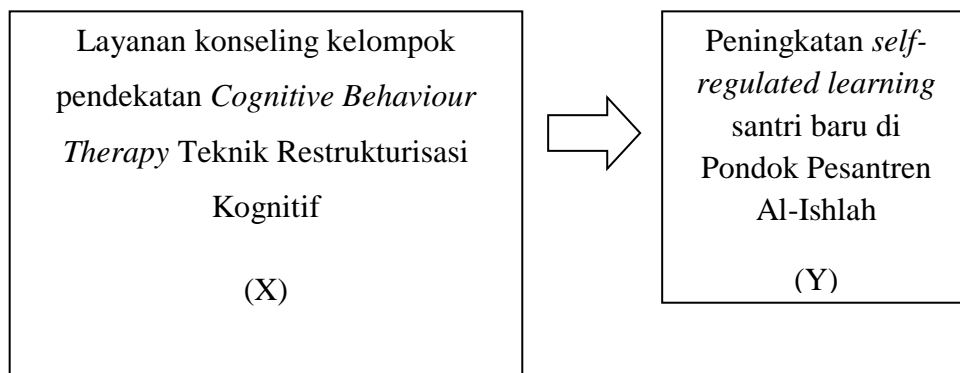 Layanan konseling kelompok
pendekatan Cognitive Behaviour
Therapy Teknik Restrukturisasi
Kognitif
(X)
Peningkatan self-
regulated learning
santri baru di
Pondok Pesantren
Al-Ishlah
(Y)